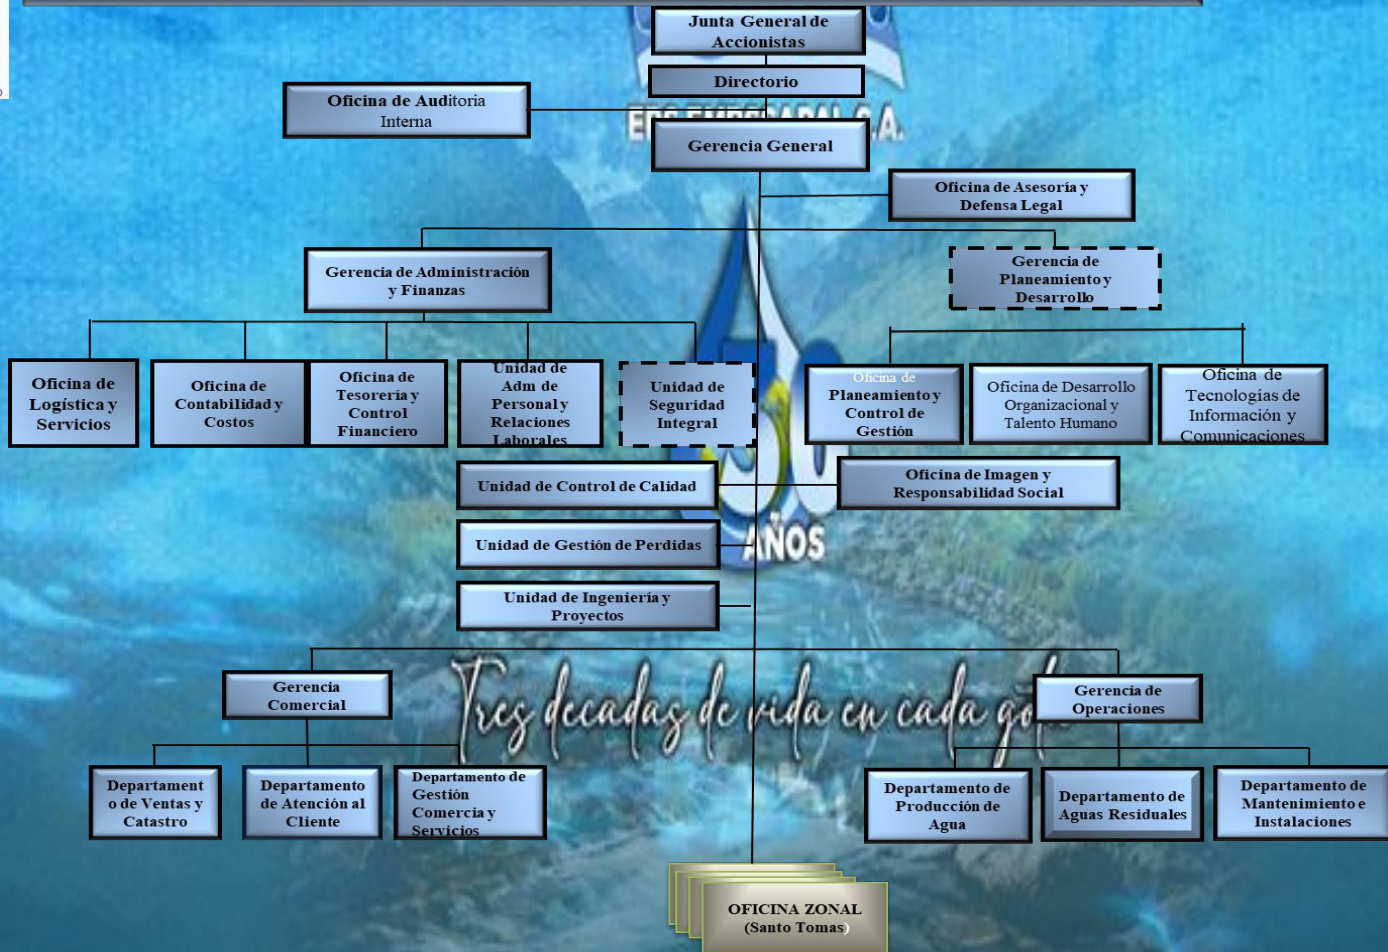 Junta General de
Accionistas
Directorio
Oficina de Auditoria
Interna
S.A.
Gerencia General
Oficina de Asesoría y
Defensa Legal
Gerencia de Administración
y Finanzas
Gerencia de
Planeamiento y
Desarrollo
Oficina de
Logística y
Servicios
Oficina de
Contabilidad y
Costos
Oficina de
Tesorería y
Control
Financiero
Unidad de
Adm de
Personal y
Relaciones
Laborales
Unidad de
Seguridad
Integral
Oficina de
Planeamiento y
Control de
Gestión
Oficina de Desarrollo
Organizacional y
Talento Humano
Oficina de
Tecnologías de
Información y
Comunicaciones
30
AÑOS
Unidad de Control de Calidad
Oficina de Imagen y
Responsabilidad Social
Unidad de Gestión de Perdidas
Unidad de Ingeniería y
Proyectos
Tres decadas de vida en cada
Gerencia
Comercial
Gerencia de
Operaciones
Departament
o de Ventas y
Catastro
Departamento
de Atención al
Cliente
Departamento de
Gestión
Comercia y
Servicios
Departamento de
Producción de
Agua
Departamento de
Aguas Residuales
Departamento de
Mantenimiento e
Instalaciones
OFICINA ZONAL
(Santo Tomas)